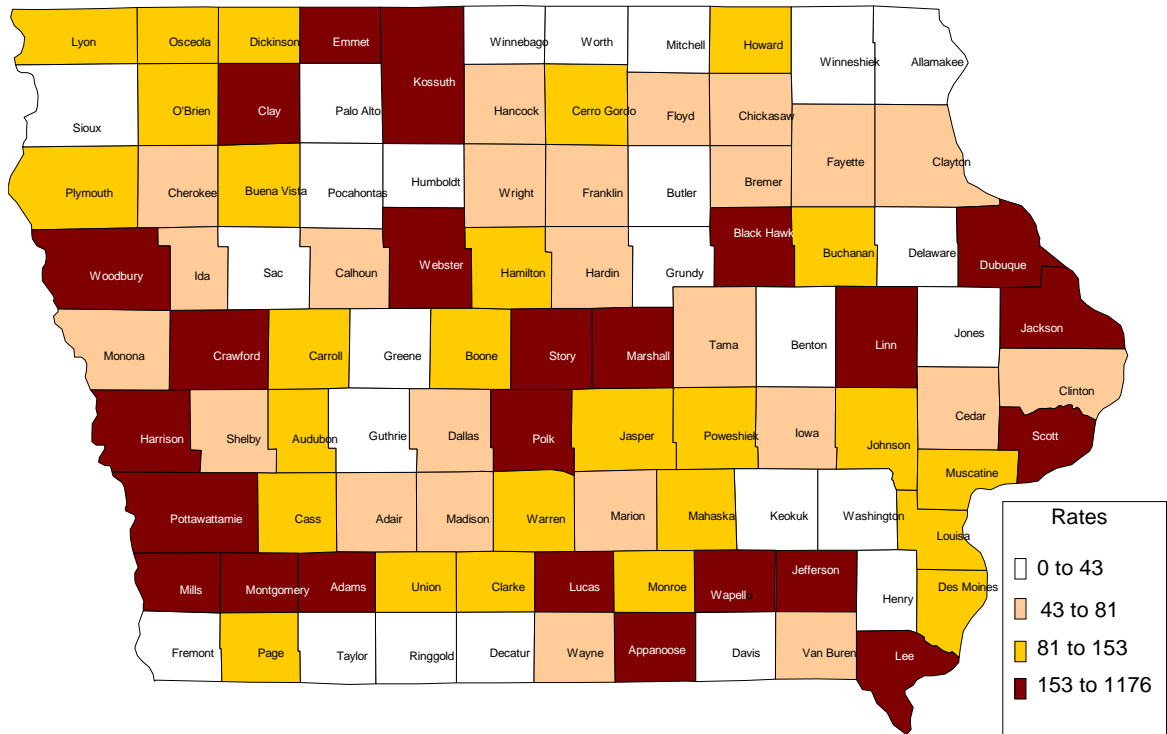 Lyon Osceola Dickinson Emmet Winnebago Worth Mitchell Howard
Winneshiek Allamakee
Kossuth
Sioux O'Brien Clay Palo Alto Hancock Cerro Gordo Floyd Chickasaw
Fayette Clayton
Plymouth Cherokee Buena Vista Pocahontas Humboldt Wright Franklin Butler Bremer
Woodbury Ida Sac Calhoun Webster Hamilton Hardin Grundy Black Hawk Buchanan Delaware Dubuque
Monona Crawford Carroll Greene Boone Story Marshall Tama Benton Linn Jones Jackson
Clinton
Harrison Shelby Audubon Guthrie Dallas Polk Jasper Poweshiek Iowa Johnson Cedar Scott
Muscatine
Pottawattamie Cass Adair Madison Warren Marion Mahaska Keokuk Washington
Louisa
Mills Montgomery Adams Union Clarke Lucas Monroe Wapello Jefferson Henry Des Moines
Fremont Page Taylor Ringgold Decatur Wayne Appanoose Davis Van Buren Lee
Rates
0 to 43
43 to 81
81 to 153
153 to 1176